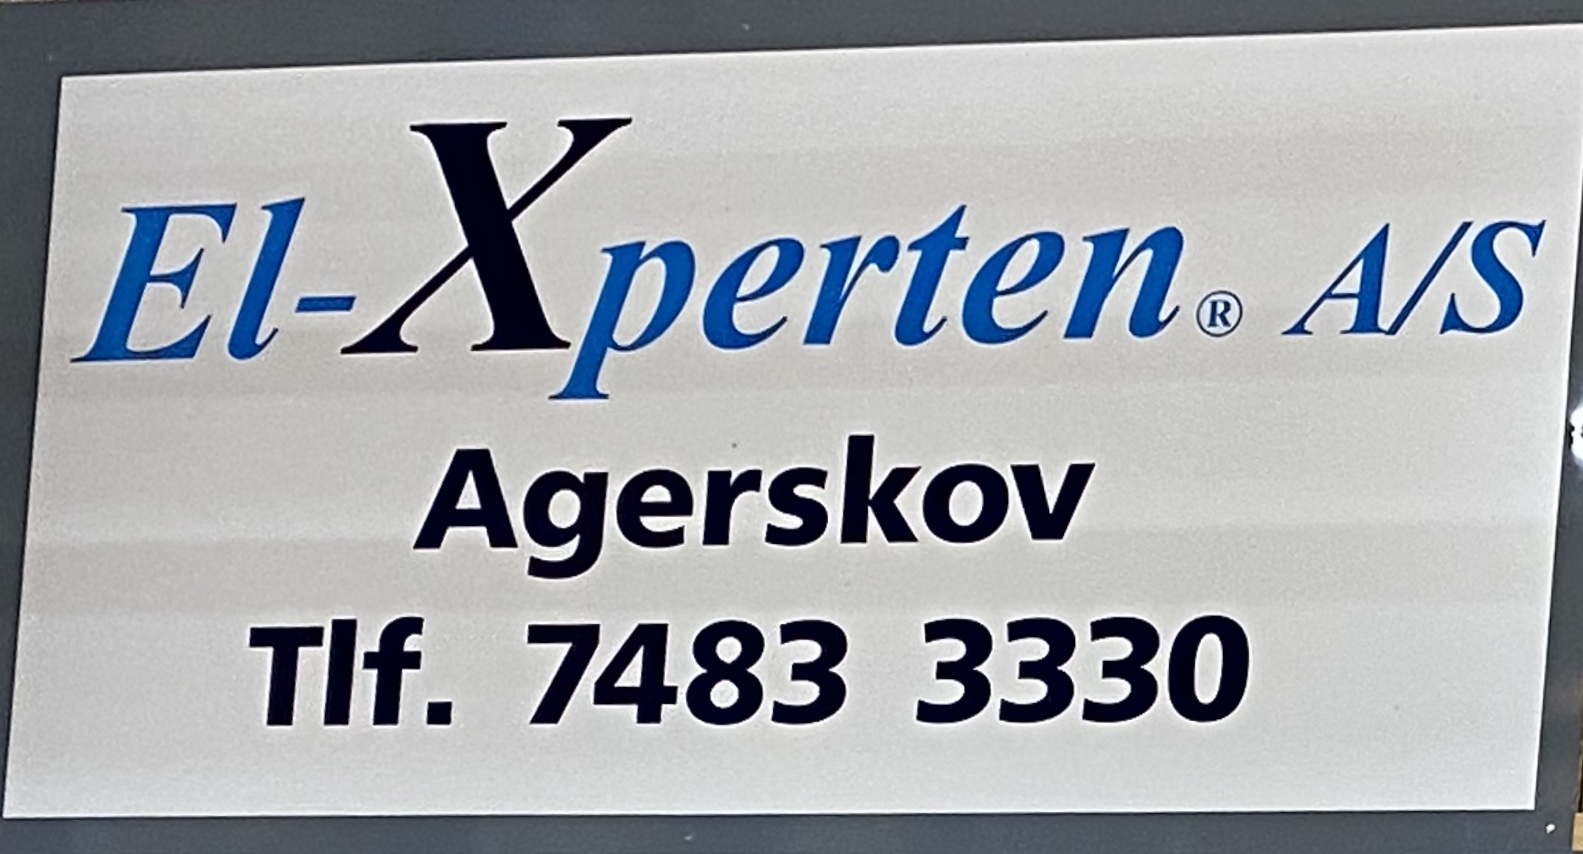 El-Xperten® A/S
Agerskov
Tlf. 7483 3330